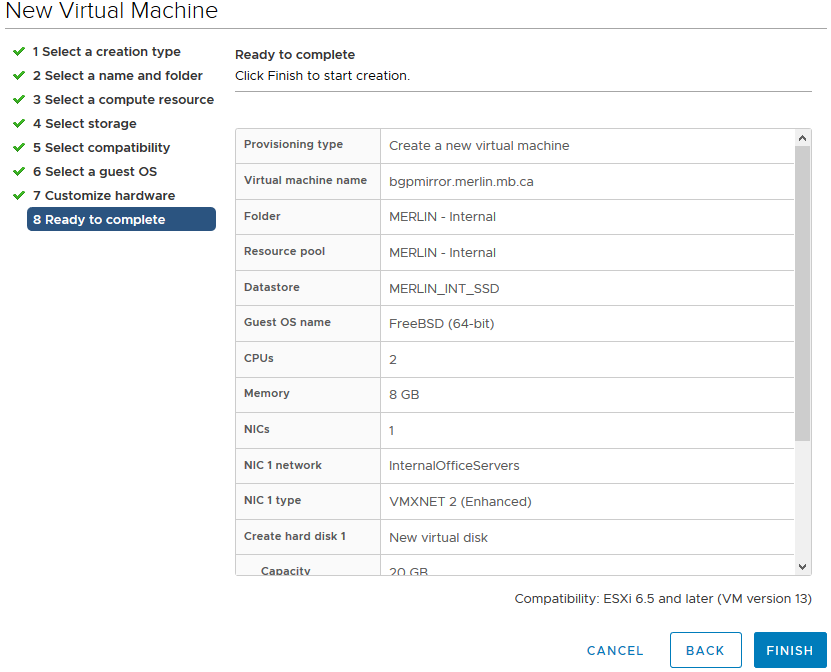 New Virtual Machine
1 Select a creation type
2 Select a name and folder
3 Select a compute resource
4 Select storage
5 Select compatibility
6 Select a guest OS
7 Customize hardware
8 Ready to complete
Ready to complete
Click Finish to start creation.
Provisioning type Create a new virtual machine
Virtual machine name bgpmirror.merlin.mb.ca
Folder MERLIN - Internal
Resource pool MERLIN - Internal
Datastore MERLIN_INT_SSD
Guest OS name FreeBSD (64-bit)
CPUs 2
Memory 8 GB
NICs 1
NIC 1 network InternalOfficeServers
NIC 1 type VMXNET 2 (Enhanced)
Create hard disk 1 New virtual disk
Capacity 20 GB
Compatibility: ESXi 6.5 and later (VM version 13)
CANCEL BACK FINISH